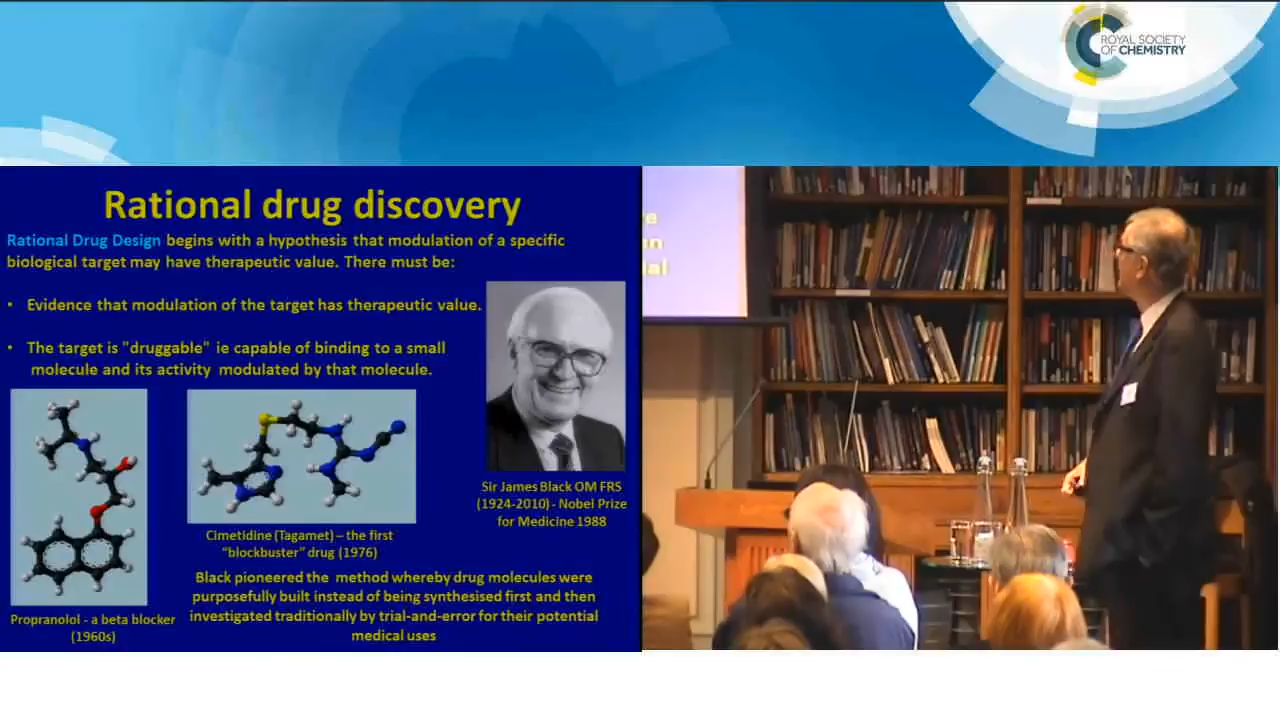 ROYAL SOCIETY
OF CHEMISTRY
Rational drug discovery
Rational Drug Design begins with a hypothesis that modulation of a specific
biological target may have therapeutic value. There must be:
• Evidence that modulation of the target has therapeutic value.
• The target is "druggable" ie capable of binding to a small
molecule and its activity modulated by that molecule.
Sir James Black OM FRS
(1924-2010) - Nobel Prize
for Medicine 1988
Cimetidine (Tagamet) – the first
"blockbuster" drug (1976)
Black pioneered the method whereby drug molecules were
purposefully built instead of being synthesised first and then
investigated traditionally by trial-and-error for their potential
medical uses
Propranolol - a beta blocker
(1960s)